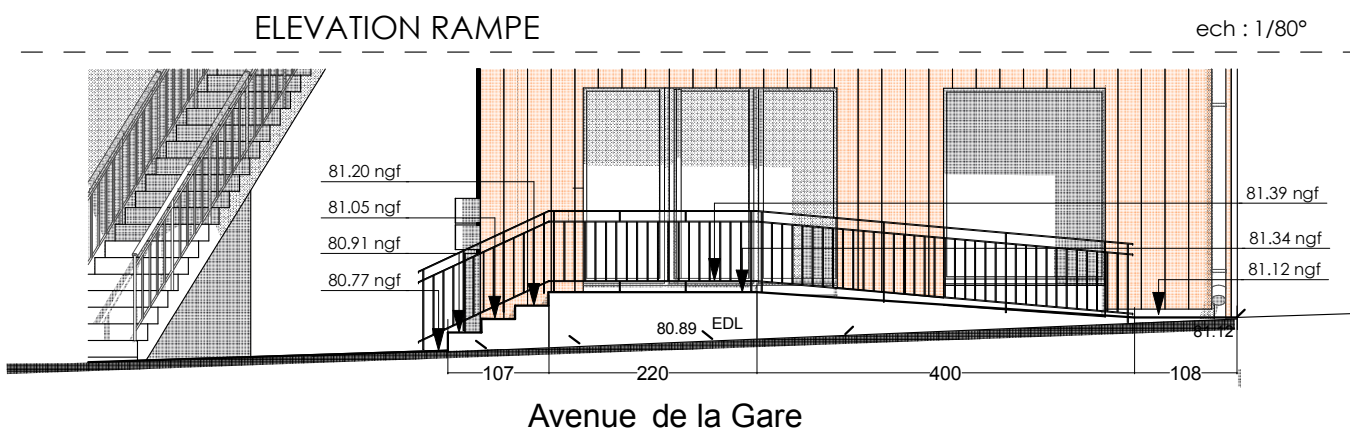 ELEVATION RAMPE
ech : 1/80°
81.20 ngf
81.05 ngf
80.91 ngf
80.77 ngf
81.39 ngf
81.34 ngf
81.12 ngf
80.89 EDL
81.12
107 220 400 108
Avenue de la Gare